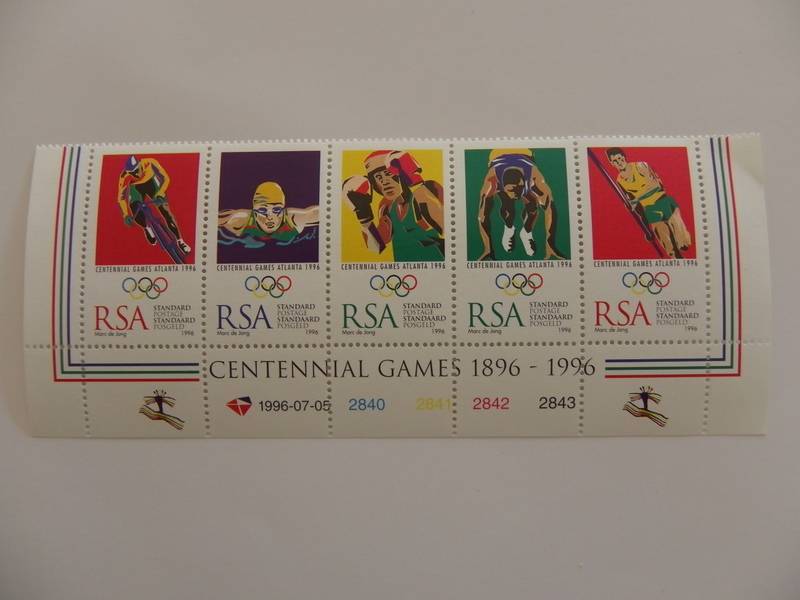 CENTENNIAL GAMES ATLANTA 1996
RSA
STANDARD
POSTAGE
STANDAARD
POSGELD
Marc de Jong
1996
CENTENNIAL GAMES ATLANTA 1996
RSA
STANDARD
POSTAGE
STANDAARD
POSGELD
Marc de Jong
1996
CENTENNIAL GAMES ATLANTA 1996
RSA
STANDARD
POSTAGE
STANDAARD
POSGELD
Marc de Jong
1996
CENTENNIAL GAMES ATLANTA 1996
RSA
STANDARD
POSTAGE
STANDAARD
POSGELD
Marc de Jong
1996
CENTENNIAL GAMES ATLANTA 1996
RSA
STANDARD
POSTAGE
STANDAARD
POSGELD
Marc de Jong
1996
CENTENNIAL GAMES 1896 - 1996
1996-07-05 2840 2841 2842 2843